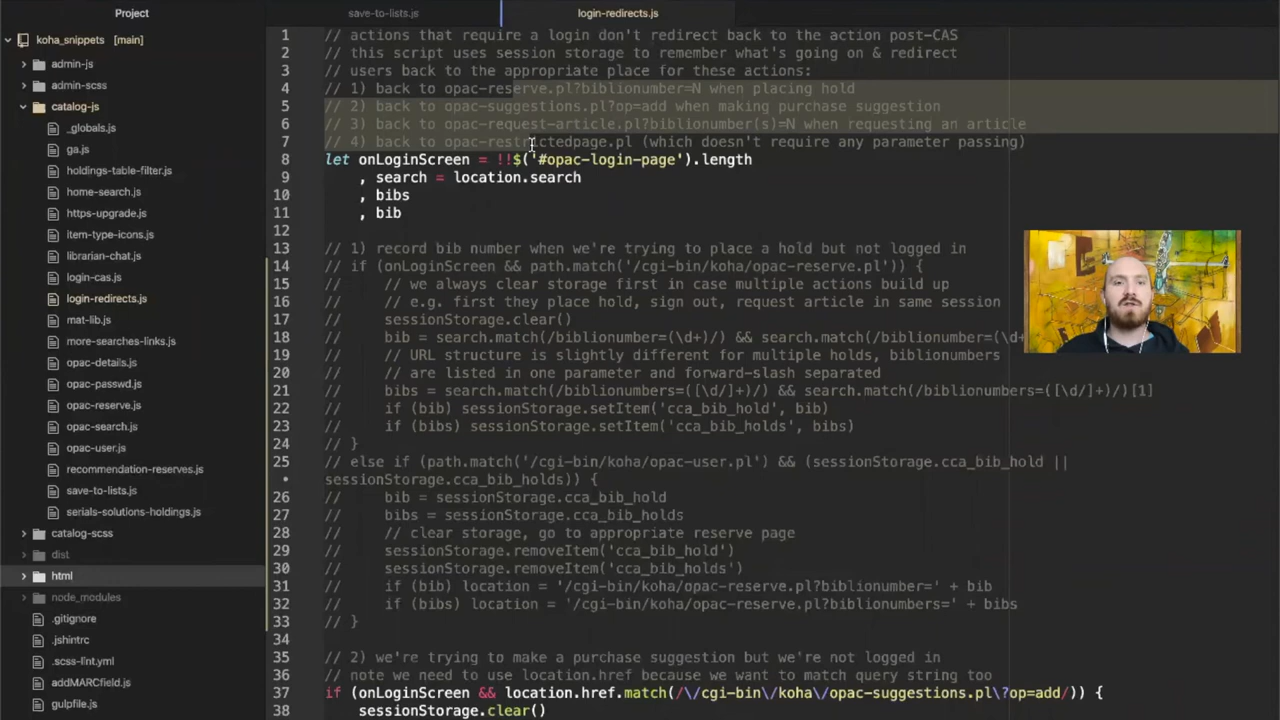 Project
save-to-lists.js
login-redirects.js
koha_snippets [main]
admin-js
admin-scss
catalog-js
_globals.js
ga.js
holdings-table-filter.js
home-search.js
https-upgrade.js
item-type-icons.js
librarian-chat.js
login-cas.js
login-redirects.js
mat-lib.js
more-searches-links.js
opac-details.js
opac-passwd.js
opac-reserve.js
opac-search.js
opac-user.js
recommendation-reserves.js
save-to-lists.js
serials-solutions-holdings.js
catalog-scss
dist
html
node_modules
.gitignore
.jshintrc
.scss-lint.yml
addMARCfield.js
gulpfile.js
1 // actions that require a login don't redirect back to the action post-CAS
2 // this script uses session storage to remember what's going on & redirect
3 // users back to the appropriate place for these actions:
4 // 1) back to opac-reserve.pl?biblionumber=N when placing hold
5 // 2) back to opac-suggestions.pl?op=add when making purchase suggestion
6 // 3) back to opac-request-article.pl?biblionumber(s)=N when requesting an article
7 // 4) back to opac-restrictedpage.pl (which doesn't require any parameter passing)
8 let onLoginScreen = !!$('#opac-login-page').length
9 , search = location.search
10 , bibs
11 , bib
12
13 // 1) record bib number when we're trying to place a hold but not logged in
14 // if (onLoginScreen && path.match('/cgi-bin/koha/opac-reserve.pl')) {
15 // // we always clear storage first in case multiple actions build up
16 // // e.g. first they place hold, sign out, request article in same session
17 // sessionStorage.clear()
18 // bib = search.match(/biblionumber=(\d+)/) && search.match(/biblionumber=(\d+
19 // // URL structure is slightly different for multiple holds, biblionumbers
20 // // are listed in one parameter and forward-slash separated
21 // bibs = search.match(/biblionumbers=([\d/]+)/) && search.match(/biblionumbers=([\d/]+)/)[1]
22 // if (bib) sessionStorage.setItem('cca_bib_hold', bib)
23 // if (bibs) sessionStorage.setItem('cca_bib_holds', bibs)
24 // }
25 // else if (path.match('/cgi-bin/koha/opac-user.pl') && (sessionStorage.cca_bib_hold ||
• sessionStorage.cca_bib_holds)) {
26 // bib = sessionStorage.cca_bib_hold
27 // bibs = sessionStorage.cca_bib_holds
28 // // clear storage, go to appropriate reserve page
29 // sessionStorage.removeItem('cca_bib_hold')
30 // sessionStorage.removeItem('cca_bib_holds')
31 // if (bib) location = '/cgi-bin/koha/opac-reserve.pl?biblionumber=' + bib
32 // if (bibs) location = '/cgi-bin/koha/opac-reserve.pl?biblionumbers=' + bibs
33 // }
34
35 // 2) we're trying to make a purchase suggestion but we're not logged in
36 // note we need to use location.href because we want to match query string too
37 if (onLoginScreen && location.href.match(/\/cgi-bin\/koha\/opac-suggestions.pl\?op=add/)) {
38 sessionStorage.clear()